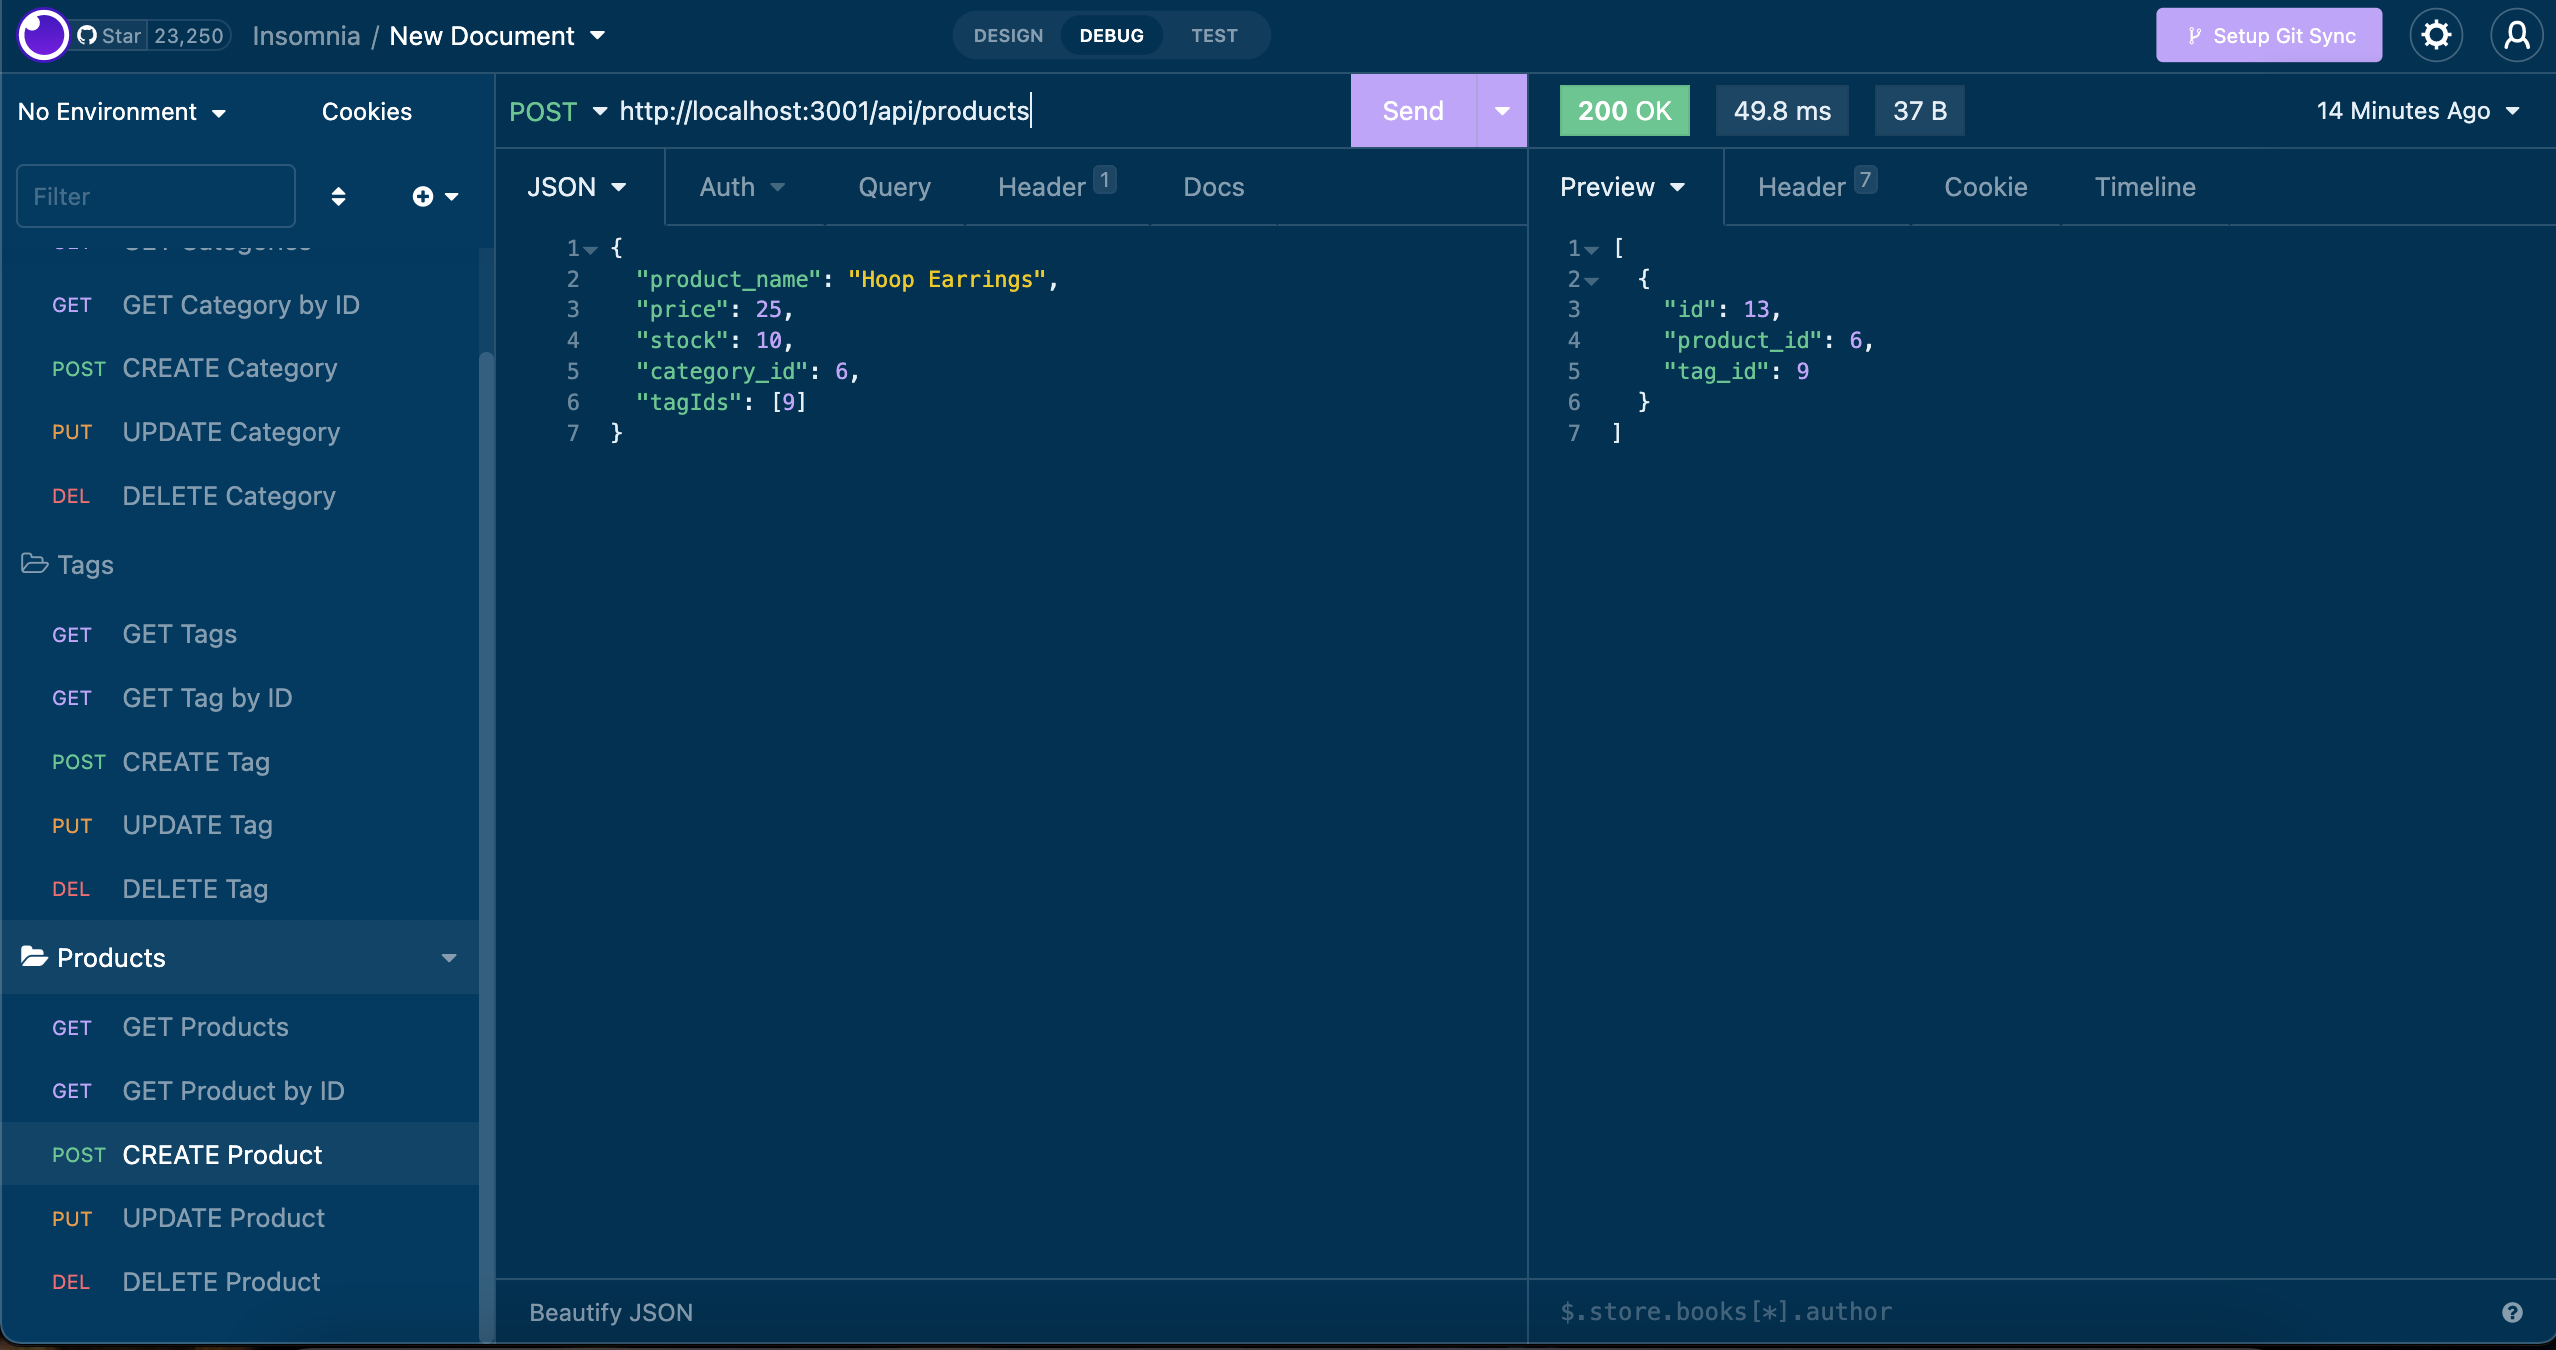 Star 23,250 Insomnia / New Document
DESIGN DEBUG TEST
Setup Git Sync
No Environment Cookies
POST http://localhost:3001/api/products
Send
200 OK 49.8 ms 37 B
14 Minutes Ago
Filter
JSON Auth Query Header 1 Docs
Preview Header 7 Cookie Timeline
GET GET Categories
GET GET Category by ID
POST CREATE Category
PUT UPDATE Category
DEL DELETE Category
Tags
GET GET Tags
GET GET Tag by ID
POST CREATE Tag
PUT UPDATE Tag
DEL DELETE Tag
Products
GET GET Products
GET GET Product by ID
POST CREATE Product
PUT UPDATE Product
DEL DELETE Product
1 {
2 "product_name": "Hoop Earrings",
3 "price": 25,
4 "stock": 10,
5 "category_id": 6,
6 "tagIds": [9]
7 }
Beautify JSON
1 [
2 {
3 "id": 13,
4 "product_id": 6,
5 "tag_id": 9
6 }
7 ]
$.store.books[*].author